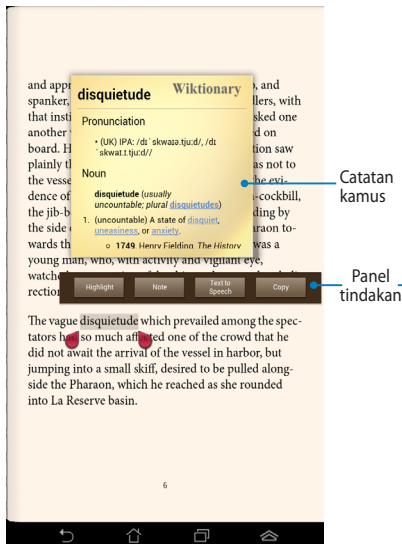 and appr
o, and
spanker,
llers, with
that insti
sked one
another
ed on
board. H
tion saw
plainly th
as not to
the vesse
he evi-
dence of
-cockbill,
the jib-b
ding by
the side
araon to-
wards th
was a
young man, who, with activity and vigilant eye,
rection
disquietude
Wiktionary
Pronunciation
• (UK) IPA: /dɪˈskwaɪə.tjuːd/, /dɪ
ˈskwat.ɪ.tjuːd//
Noun
disquietude (usually
uncountable; plural disquietudes)
1. (uncountable) A state of disquiet,
uneasiness, or anxiety.
1749, Henry Fielding, The History
Catatan
kamus
Highlight
Note
Text to
Speech
Copy
Panel
tindakan
The vague disquietude which prevailed among the spec-
tators had so much affected one of the crowd that he
did not await the arrival of the vessel in harbor, but
jumping into a small skiff, desired to be pulled along-
side the Pharaon, which he reached as she rounded
into La Reserve basin.
6